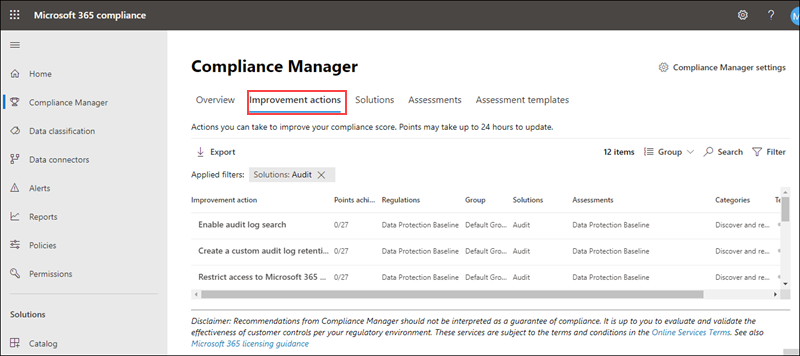 Microsoft 365 compliance
?
M
Home
Compliance Manager
Data classification
Data connectors
Alerts
Reports
Policies
Permissions
Solutions
Catalog
Compliance Manager
Compliance Manager settings
Overview Improvement actions Solutions Assessments Assessment templates
Actions you can take to improve your compliance score. Points may take up to 24 hours to update.
Export 12 items Group Search Filter
Applied filters: Solutions: Audit
Improvement action Points achi... Regulations Group Solutions Assessments Categories Te
Enable audit log search 0/27 Data Protection Baseline Default Gro... Audit Data Protection Baseline Discover and re...
Create a custom audit log retenti... 0/27 Data Protection Baseline Default Gro... Audit Data Protection Baseline Discover and re...
Restrict access to Microsoft 365 ... 0/27 Data Protection Baseline Default Gro... Audit Data Protection Baseline Discover and re...
Disclaimer: Recommendations from Compliance Manager should not be interpreted as a guarantee of compliance. It is up to you to evaluate and validate the
effectiveness of customer controls per your regulatory environment. These services are subject to the terms and conditions in the Online Services Terms. See also
Microsoft 365 licensing guidance